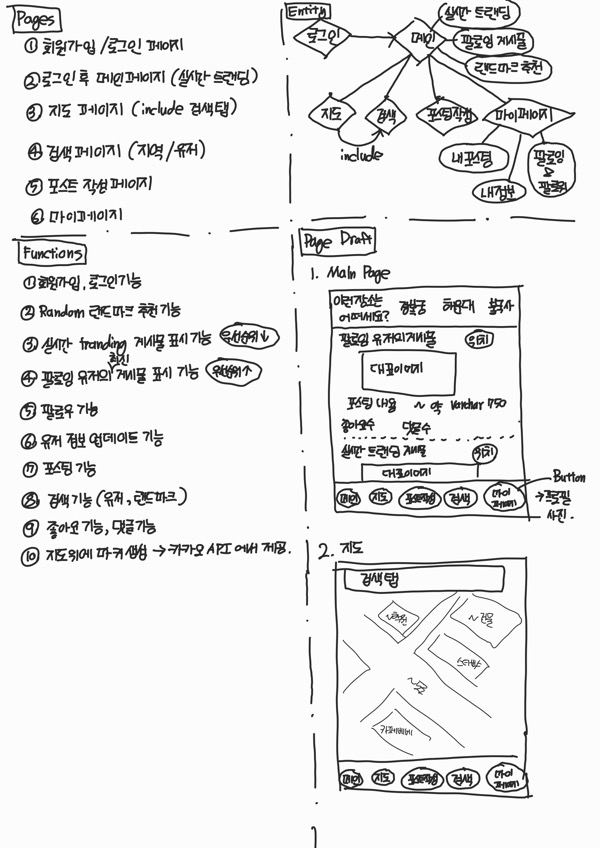 Pages
① 회원가입 / 로그인 페이지
② 로그인 후 메인페이지 (실시간 트랜딩)
③ 지도 페이지 (include 검색탭)
④ 검색페이지 (지역/유저)
⑤ 포스트 작성페이지
⑥ 마이페이지
Entity
로그인
메인
실시간 트랜딩
팔로잉 게시물
랜드마크 추천
지도
검색
포스팅작성
마이페이지
include
내포스팅
내정보
팔로잉
&
팔로워
Functions
① 회원가입, 로그인 기능
② Random 랜드마크 추천 기능
③ 실시간 tranding 게시물 표시 기능 우선순위↓
④ 팔로잉 유저의 최신 게시물 표시 기능 우선순위↑
⑤ 팔로우 기능
⑥ 유저 정보 업데이트 기능
⑦ 포스팅 기능
⑧ 검색기능 (유저, 랜드마크)
⑨ 좋아요 기능, 댓글기능
⑩ 지도위에 마커 생성 → 카카오 API 에서 제공.
Page Draft
1. Main Page
이런장소는
어떠세요? 경복궁 해운대 불국사
팔로잉 유저의게시물 위치
대표이미지
포스팅 내용 ~ 약 Varchar 750
좋아요수 댓글수
실시간 트랜딩 게시물 위치
대표이미지
메인 지도 포스트작성 검색 마이
페이지
Button
→ 프로필
사진.
2. 지도
검색탭
~건물
스타벅스
카페베네
메인 지도 포스트작성 검색 마이
페이지